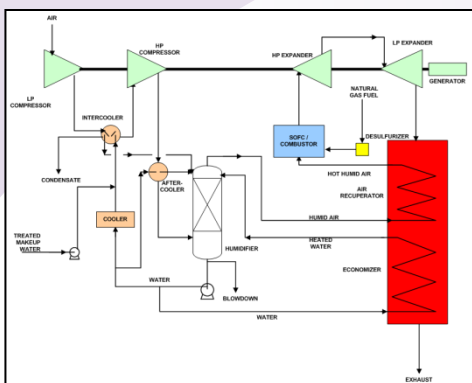 AIR
HP
COMPRESSOR
HP EXPANDER
LP EXPANDER
LP
COMPRESSOR
GENERATOR
INTERCOOLER
NATURAL
GAS FUEL
SOFC /
COMBUSTOR
DESULFURIZER
CONDENSATE
HOT HUMID AIR
AFTER-
COOLER
AIR
RECUPERATOR
COOLER
HUMID AIR
TREATED
MAKEUP
WATER
HUMIDIFIER
HEATED
WATER
ECONOMIZER
WATER
BLOWDOWN
WATER
EXHAUST